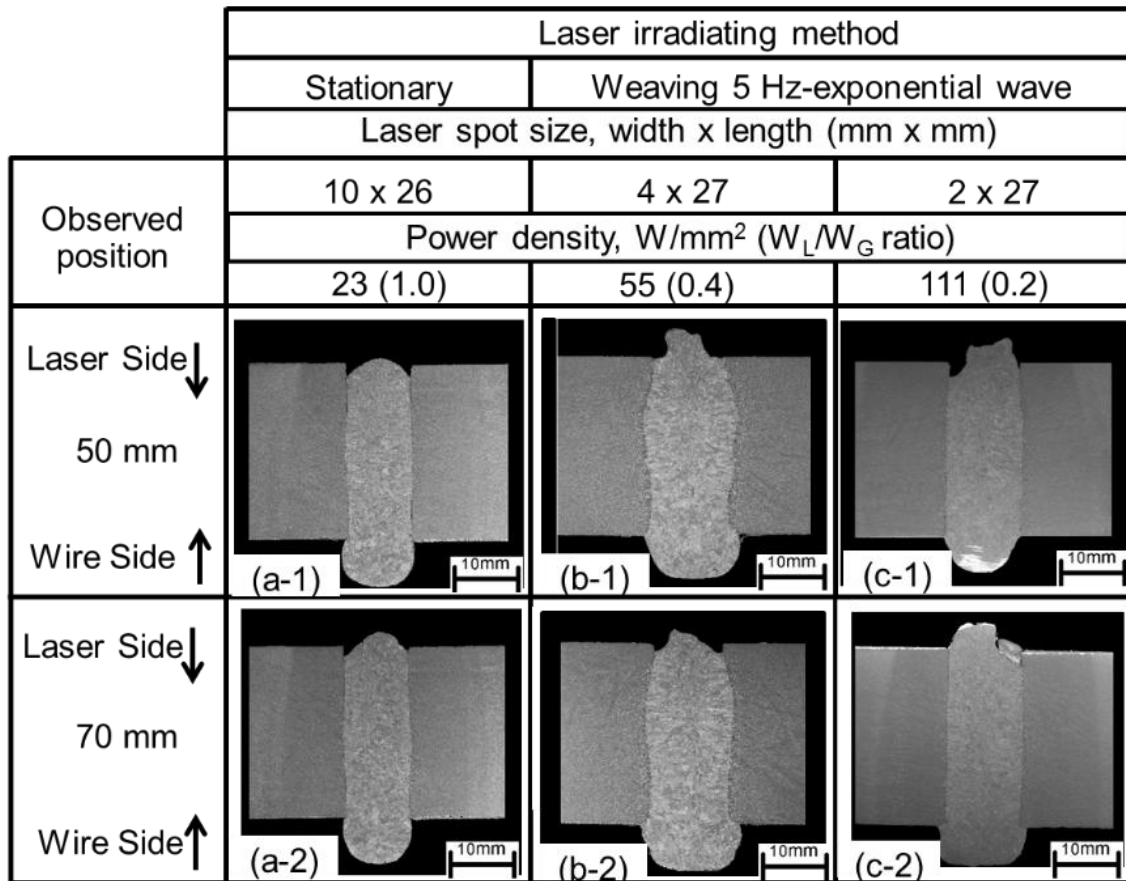 Laser irradiating method
Stationary
Weaving 5 Hz-exponential wave
Laser spot size, width x length (mm x mm)
Observed
position
10 x 26
4 x 27
2 x 27
Power density, W/mm² (W_L/W_G ratio)
23 (1.0)
55 (0.4)
111 (0.2)
Laser Side ↓
50 mm
Wire Side ↑
(a-1)
10mm
(b-1)
10mm
(c-1)
10mm
Laser Side ↓
70 mm
Wire Side ↑
(a-2)
10mm
(b-2)
10mm
(c-2)
10mm